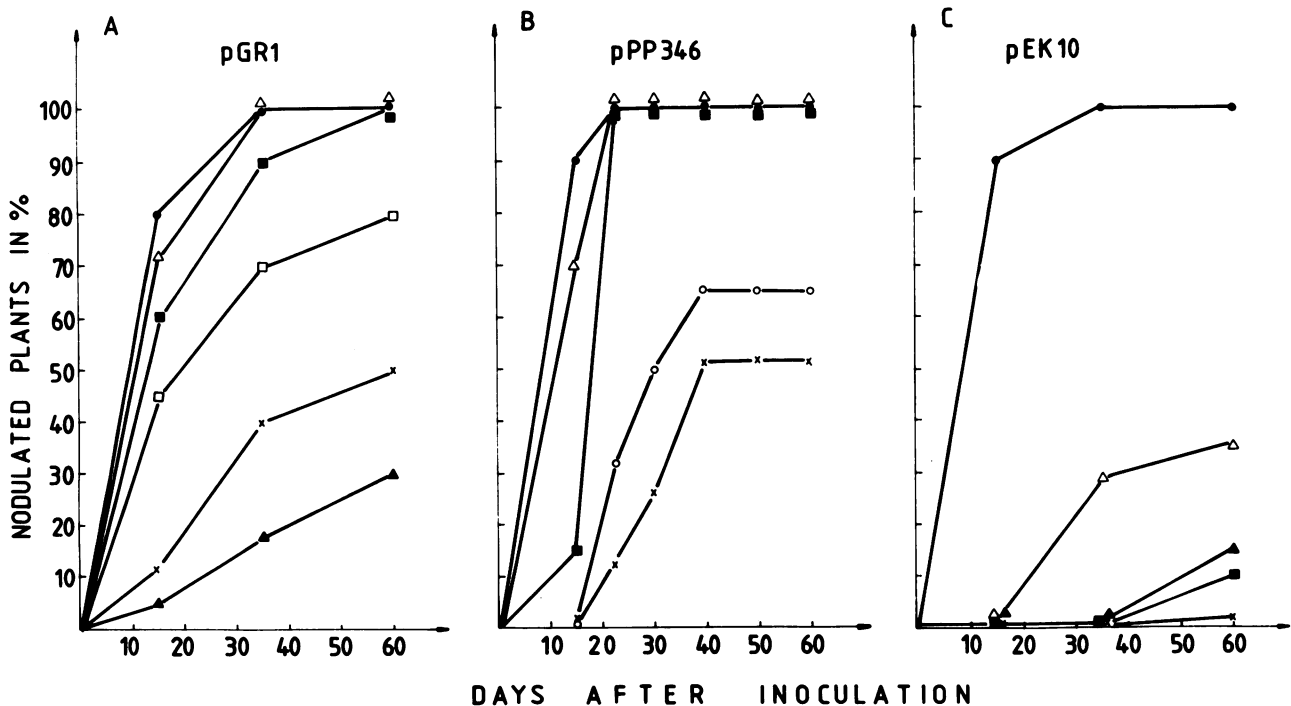 A
pGR1
B
pPP346
C
pEK10
NODULATED PLANTS IN %
100
90
80
70
60
50
40
30
20
10
10 20 30 40 50 60
10 20 30 40 50 60
10 20 30 40 50 60
DAYS AFTER INOCULATION